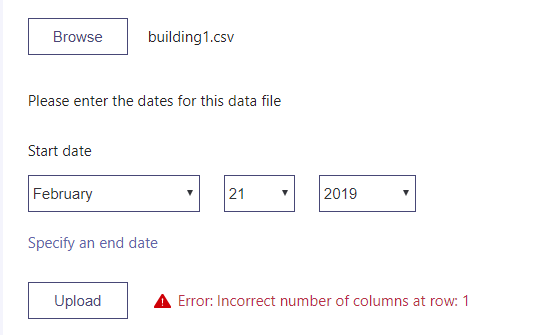 Browse building1.csv
Please enter the dates for this data file
Start date
February 21 2019
Specify an end date
Upload Error: Incorrect number of columns at row: 1